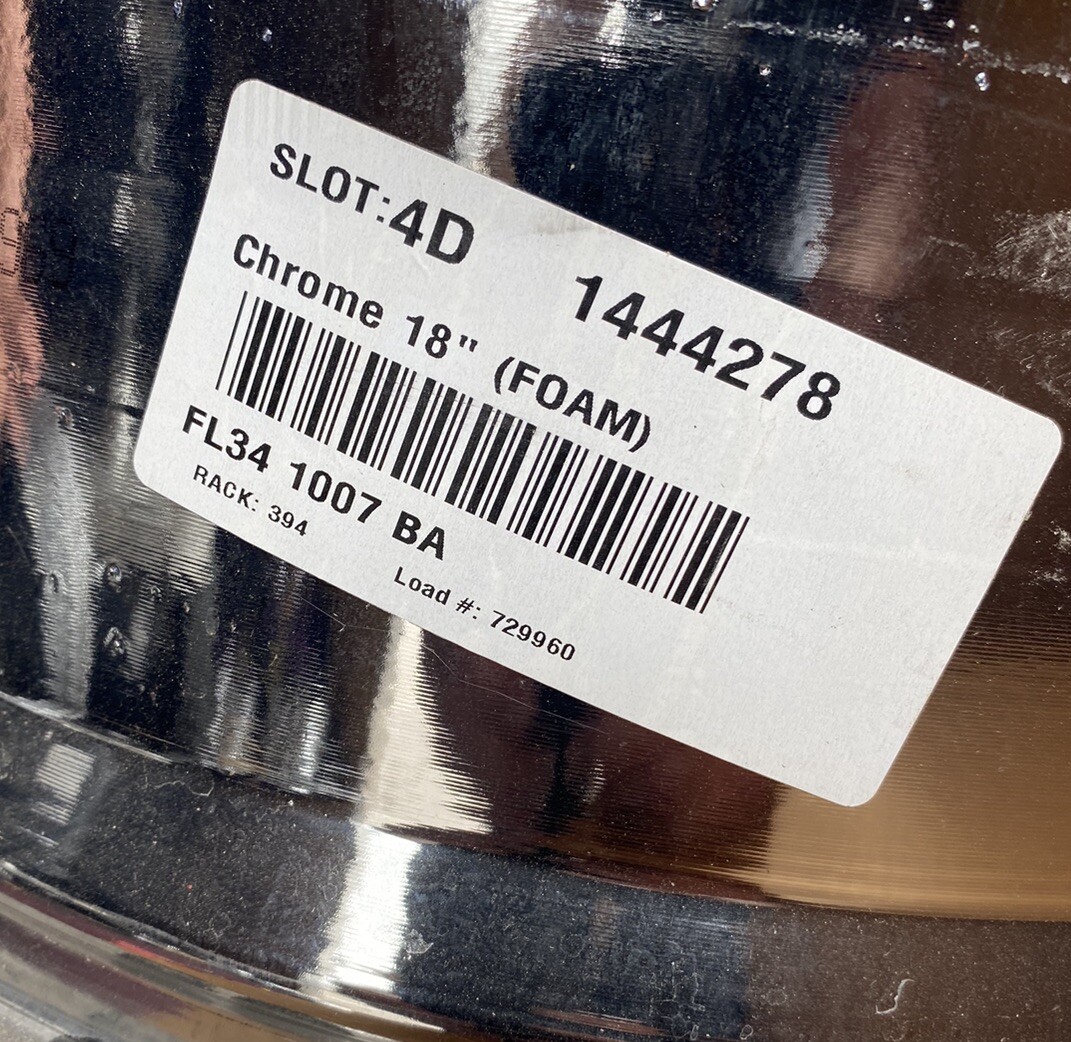 SLOT:4D 1444278
Chrome 18" (FOAM)
FL34 1007 BA
RACK: 394 Load #: 729960